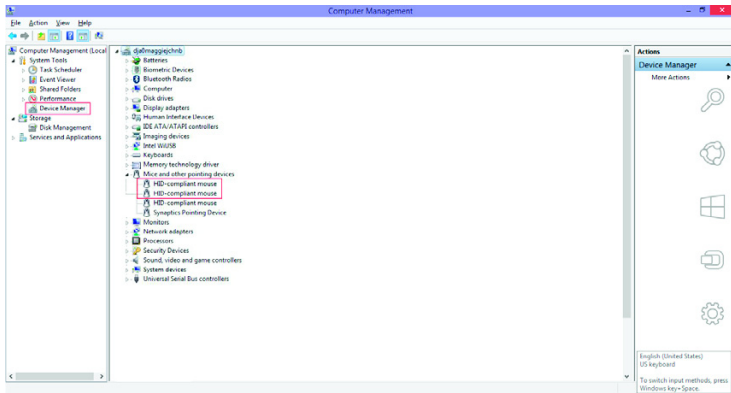 Computer Management
File Action View Help
Computer Management (Local
System Tools
Task Scheduler
Event Viewer
Shared Folders
Performance
Device Manager
Storage
Disk Management
Services and Applications
dja0maggiejchnb
Batteries
Biometric Devices
Bluetooth Radios
Computer
Disk drives
Display adapters
Human Interface Devices
IDE ATA/ATAPI controllers
Imaging devices
Intel WiUSB
Keyboards
Memory technology driver
Mice and other pointing devices
HID-compliant mouse
HID-compliant mouse
HID-compliant mouse
Synaptics Pointing Device
Monitors
Network adapters
Processors
Security Devices
Sound, video and game controllers
System devices
Universal Serial Bus controllers
Actions
Device Manager
More Actions
English (United States)
US keyboard
To switch input methods, press
Windows key+Space.